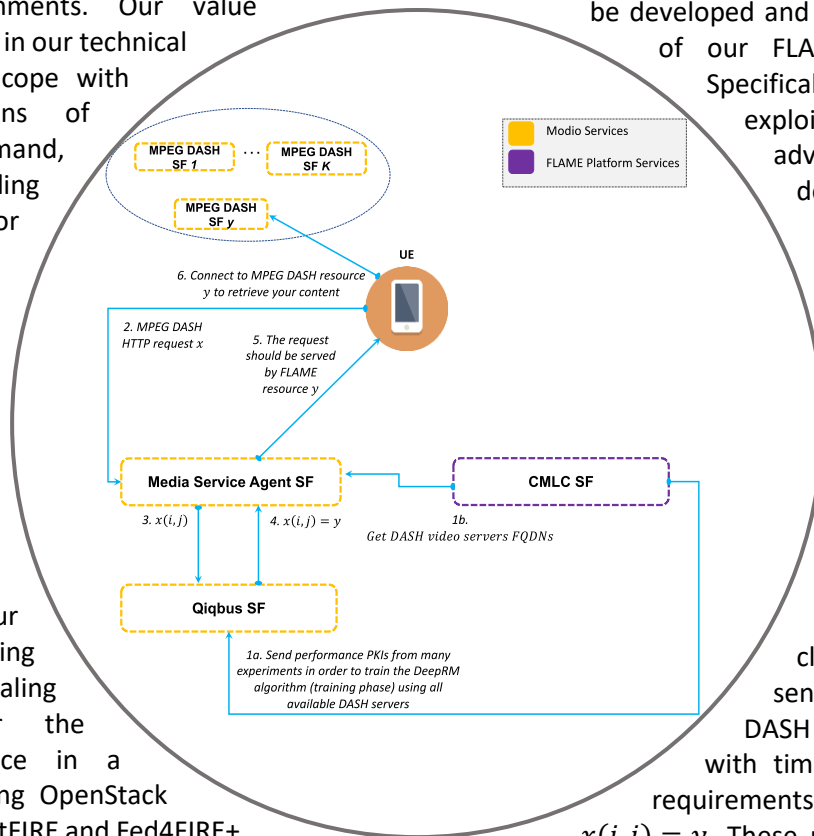 nments. Our value
in our technical
cope with
ns of
mand,
ling
or
be developed and
of our FLA
Specifical
exploi
adv
d
Modio Services
FLAME Platform Services
MPEG DASH
SF 1
...
MPEG DASH
SF K
MPEG DASH
SF y
UE
6. Connect to MPEG DASH resource
y to retrieve your content
2. MPEG DASH
HTTP request x
5. The request
should be served
by FLAME
resource y
Media Service Agent SF
CMLC SF
3. x(i,j)
4. x(i,j) = y
1b.
Get DASH video servers FQDNs
Qiqbus SF
1a. Send performance PKIs from many
experiments in order to train the DeepRM
algorithm (training phase) using all
available DASH servers
ur
ing
aling
r the
ce in a
ng OpenStack
tFIRE and Fed4FIRE+
cl
sen
DASH
with tim
requirements
x(i,j) = y. These